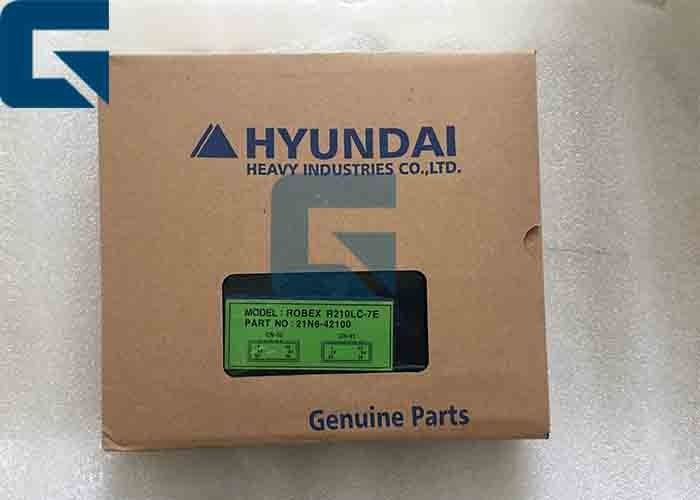 HYUNDAI
HEAVY INDUSTRIES CO.,LTD.
MODEL : ROBEX R210LC-7E
PART NO : 21N6-42100
Genuine Parts